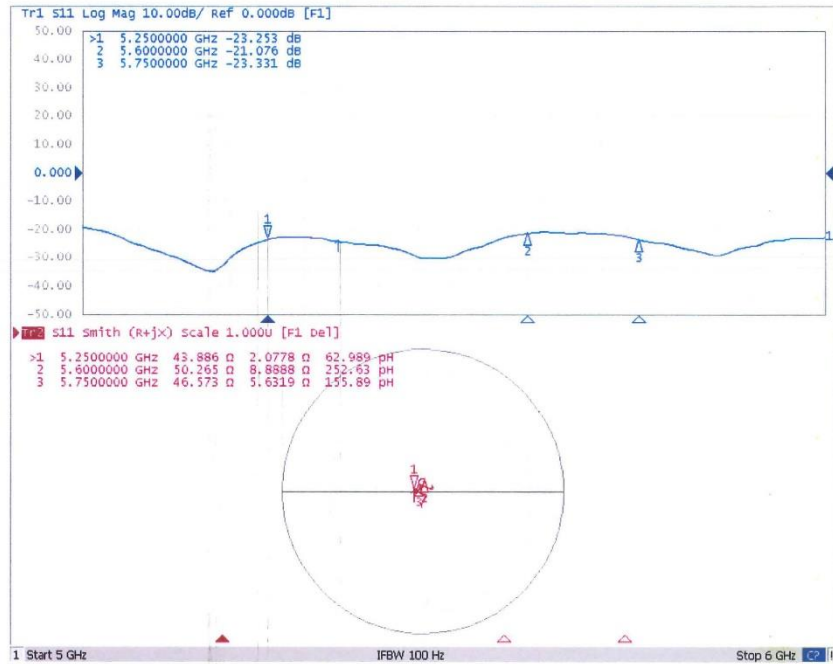 Tr1 S11 Log Mag 10.00dB/ Ref 0.000dB [F1]
50.00
40.00
30.00
20.00
10.00
0.000
-10.00
-20.00
-30.00
-40.00
-50.00
>1 5.2500000 GHz -23.253 dB
2 5.6000000 GHz -21.076 dB
3 5.7500000 GHz -23.331 dB
1
2
3
1
Tr2 S11 Smith (R+jX) Scale 1.000U [F1 Del]
>1 5.2500000 GHz 43.886 Ω 2.0778 Ω 62.989 pH
2 5.6000000 GHz 50.265 Ω 8.8888 Ω 252.63 pH
3 5.7500000 GHz 46.573 Ω 5.6319 Ω 155.89 pH
1
1 Start 5 GHz IFBW 100 Hz Stop 6 GHz C?